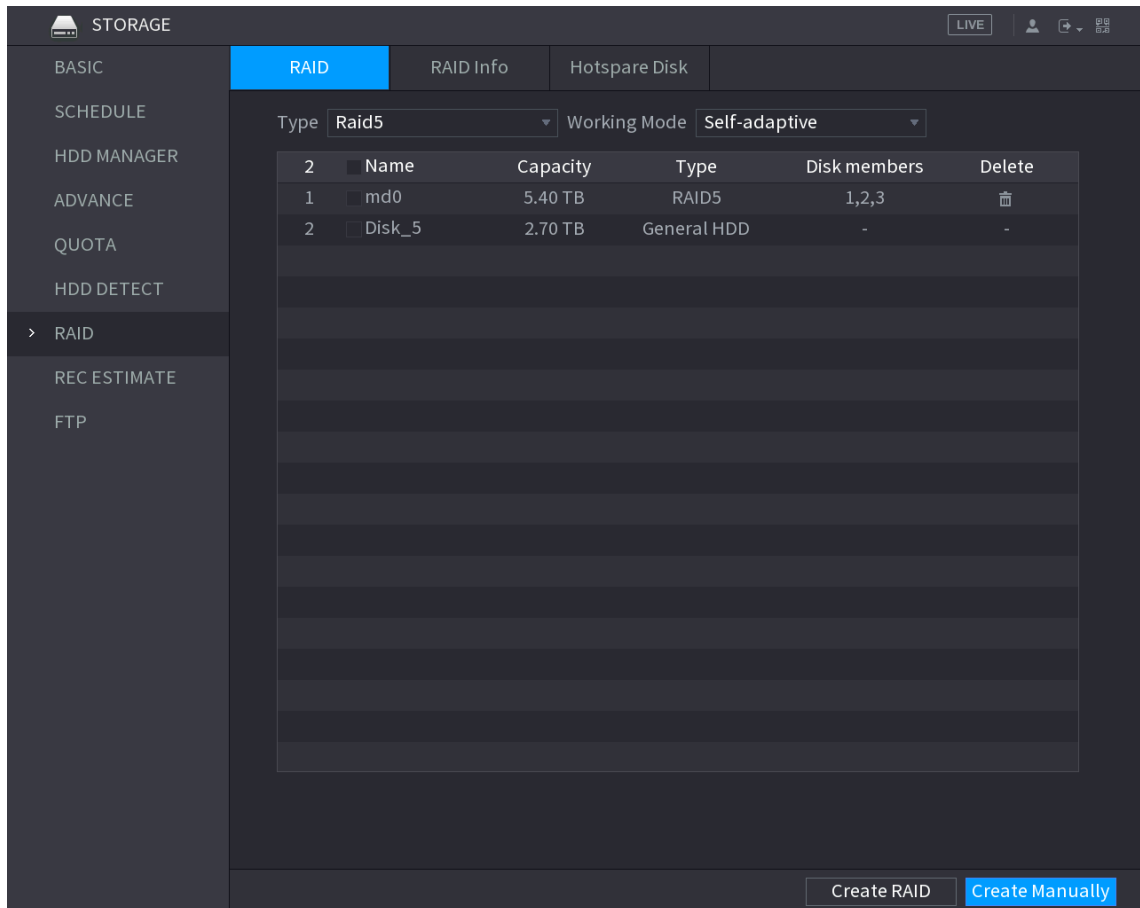 STORAGE
LIVE
BASIC
SCHEDULE
HDD MANAGER
ADVANCE
QUOTA
HDD DETECT
RAID
REC ESTIMATE
FTP
RAID RAID Info Hotspare Disk
Type Raid5 Working Mode Self-adaptive
2 Name Capacity Type Disk members Delete
1 md0 5.40 TB RAID5 1,2,3
2 Disk_5 2.70 TB General HDD - -
Create RAID Create Manually